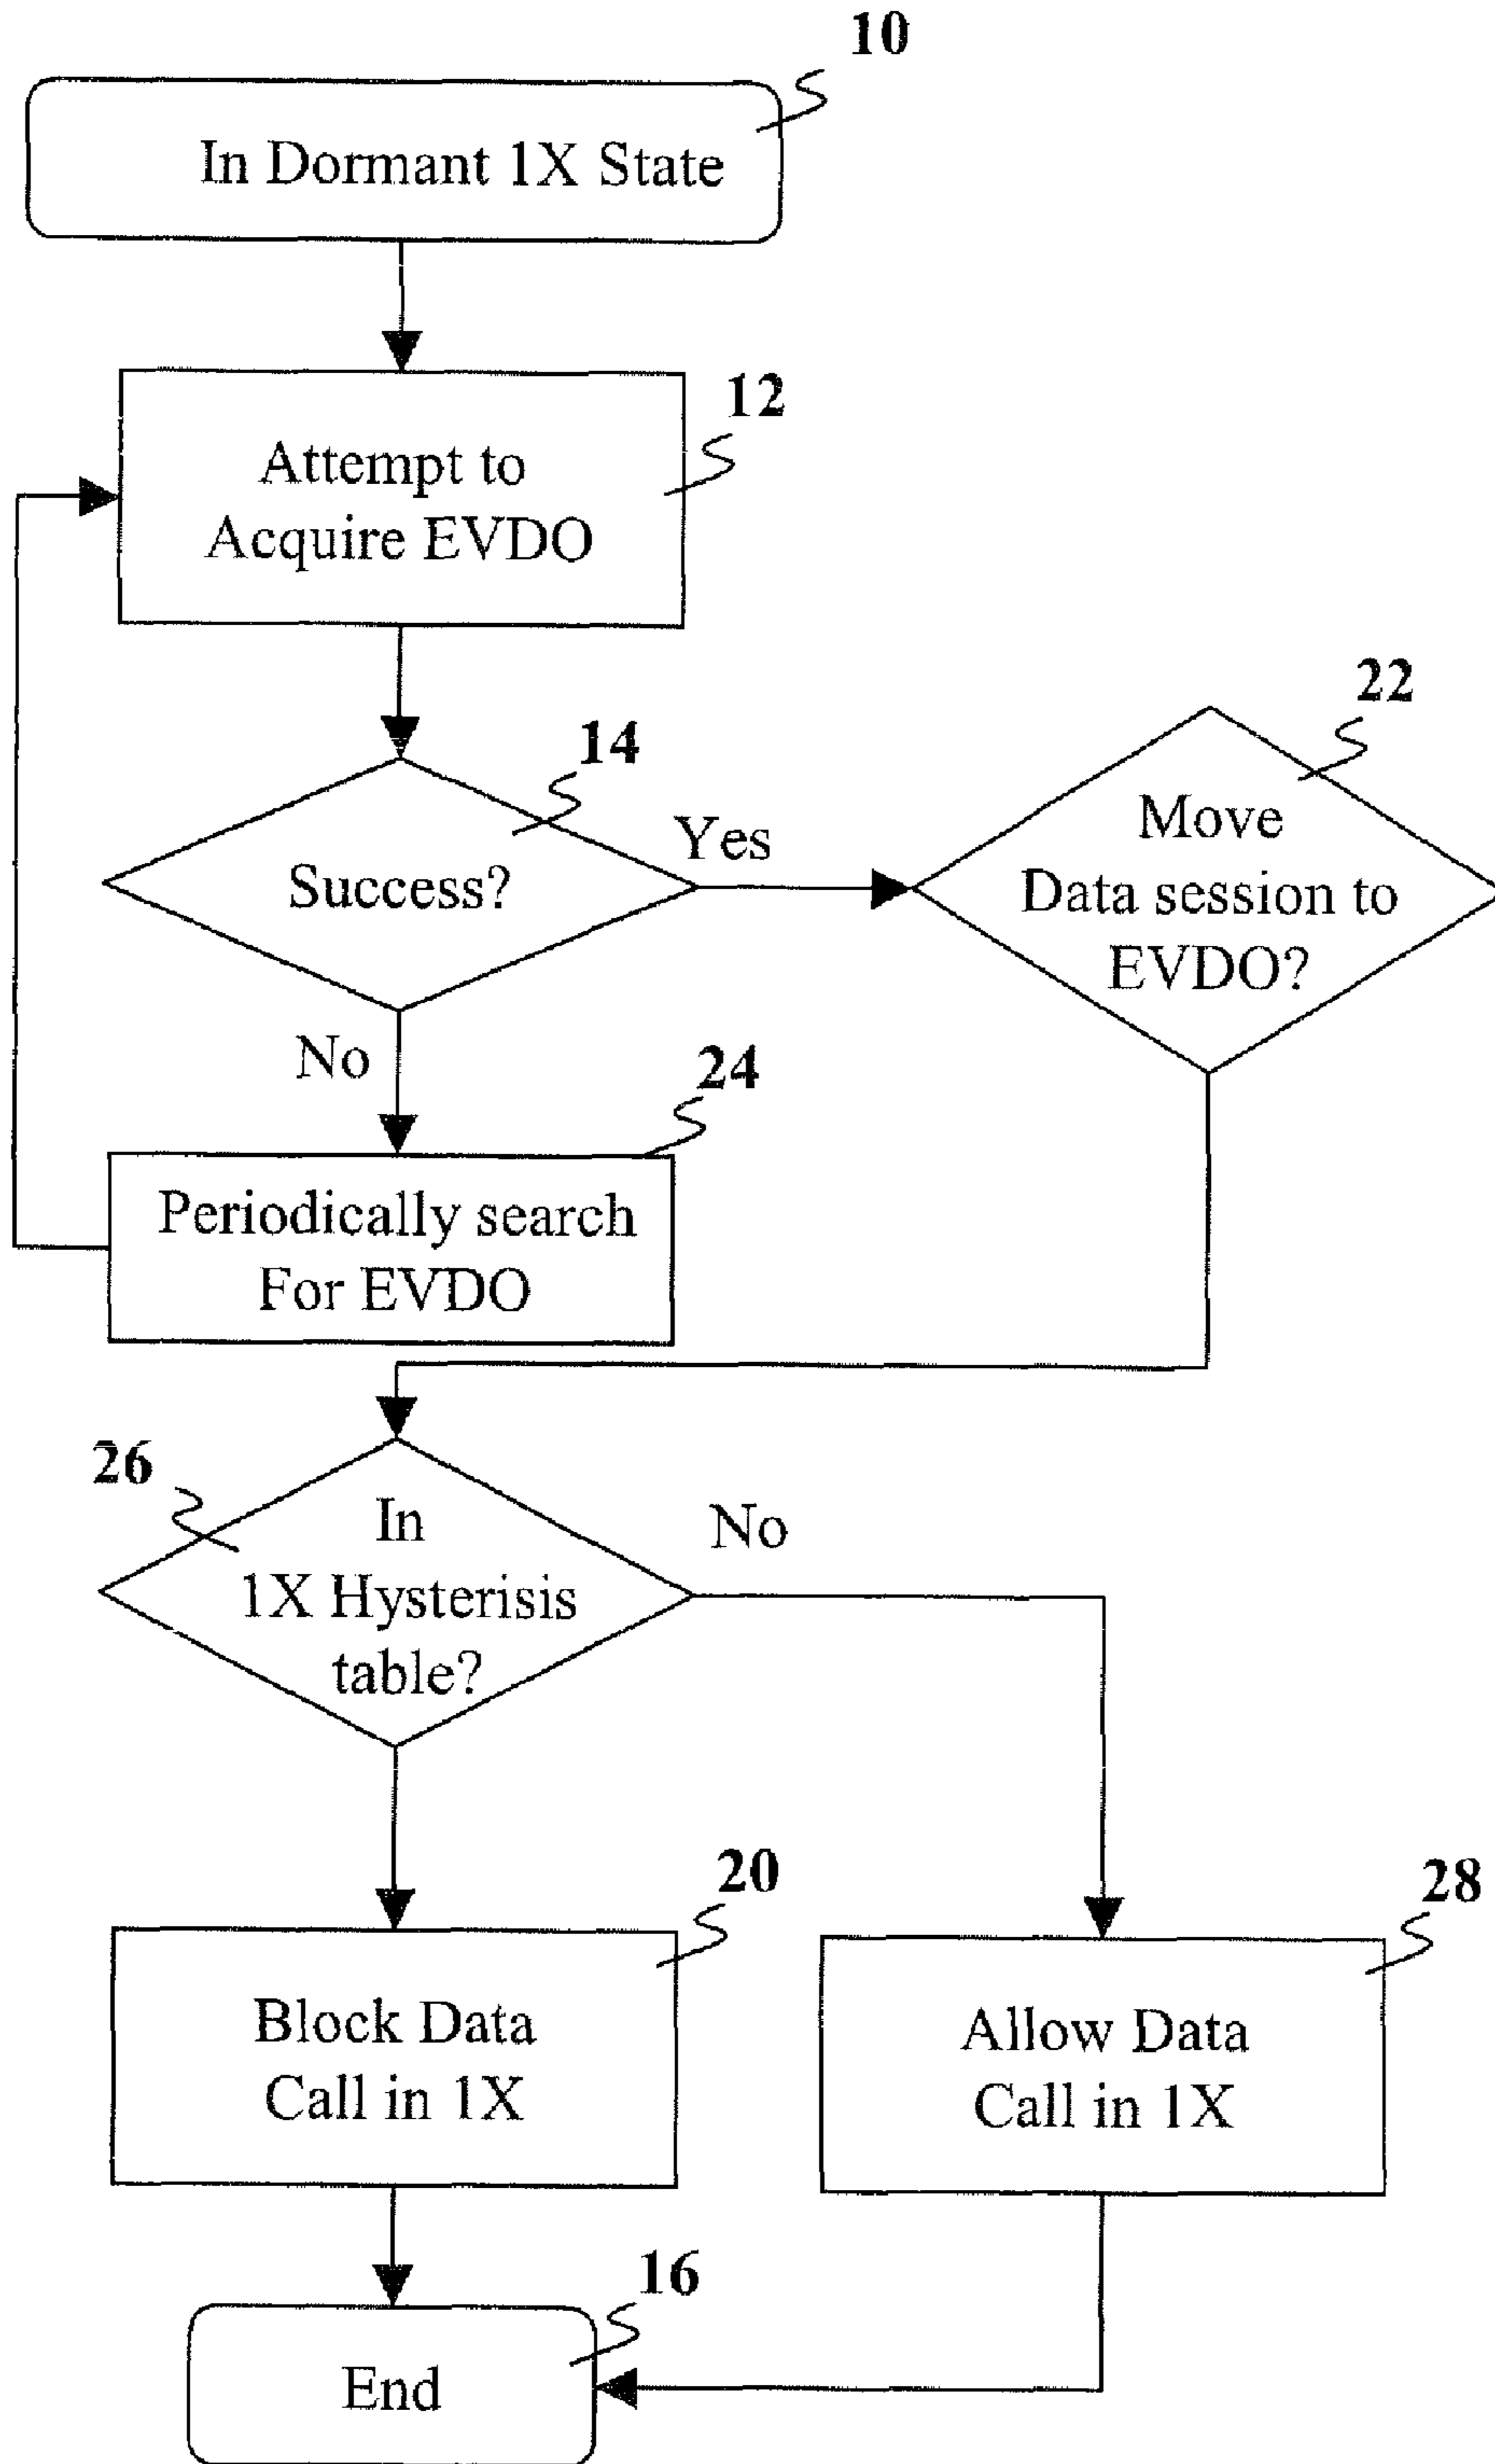 10
In Dormant 1X State
12
Attempt to
Acquire EVDO
14
Success?
Yes
22
Move
Data session to
EVDO?
No
24
Periodically search
For EVDO
26
In
1X Hysterisis
table?
No
20
Block Data
Call in 1X
28
Allow Data
Call in 1X
16
End